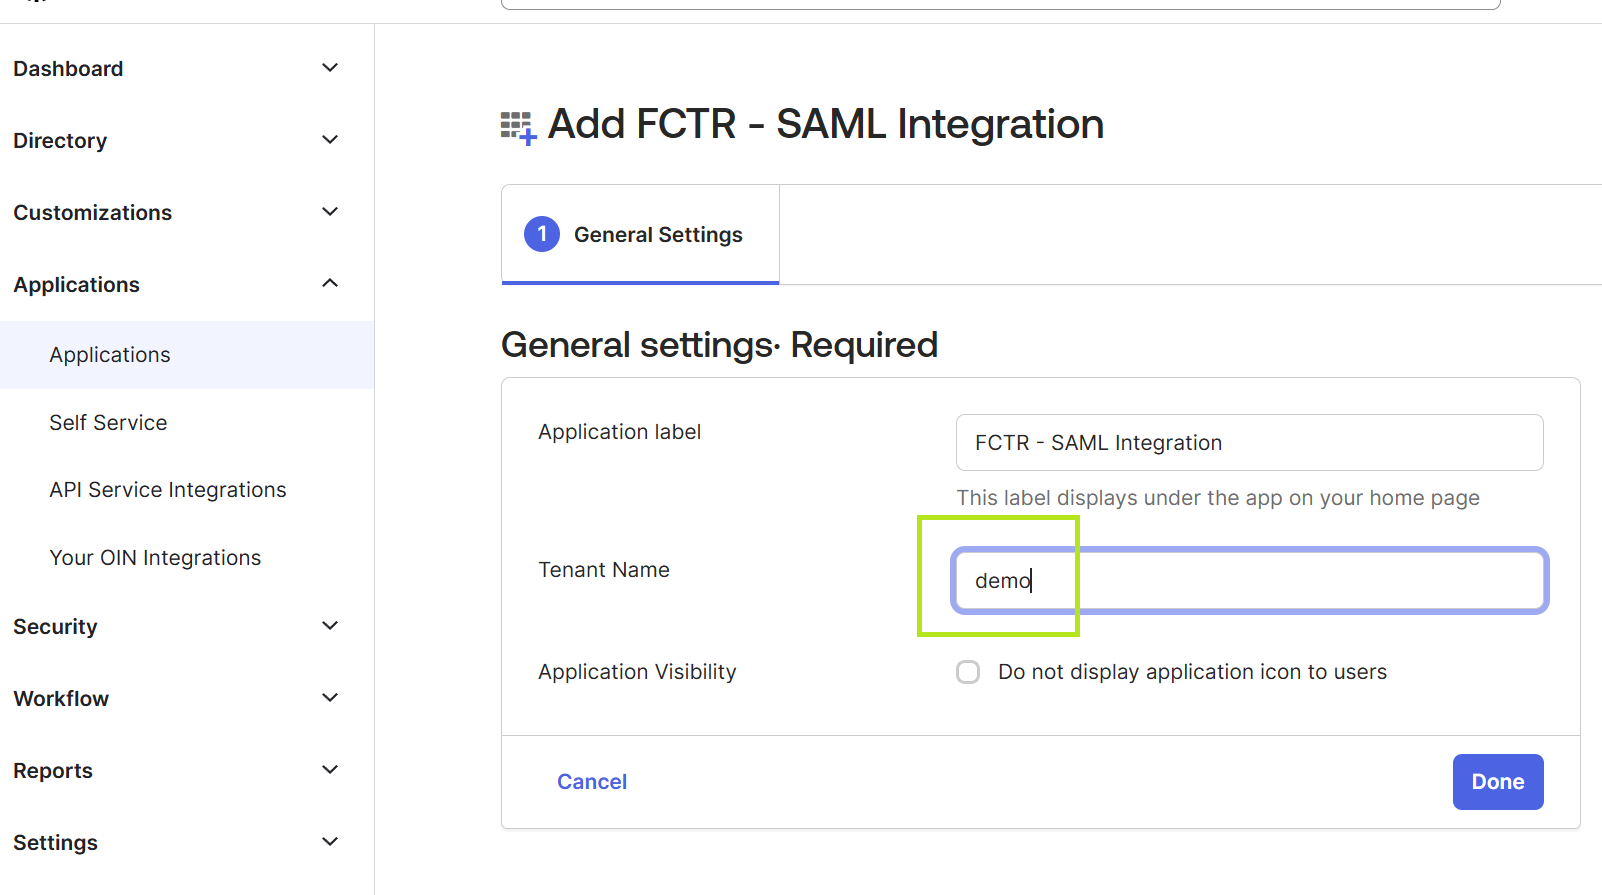 Dashboard
Directory
Customizations
Applications
Applications
Self Service
API Service Integrations
Your OIN Integrations
Security
Workflow
Reports
Settings
Add FCTR - SAML Integration
1 General Settings
General settings· Required
Application label
FCTR - SAML Integration
This label displays under the app on your home page
Tenant Name
demo
Application Visibility
Do not display application icon to users
Cancel
Done